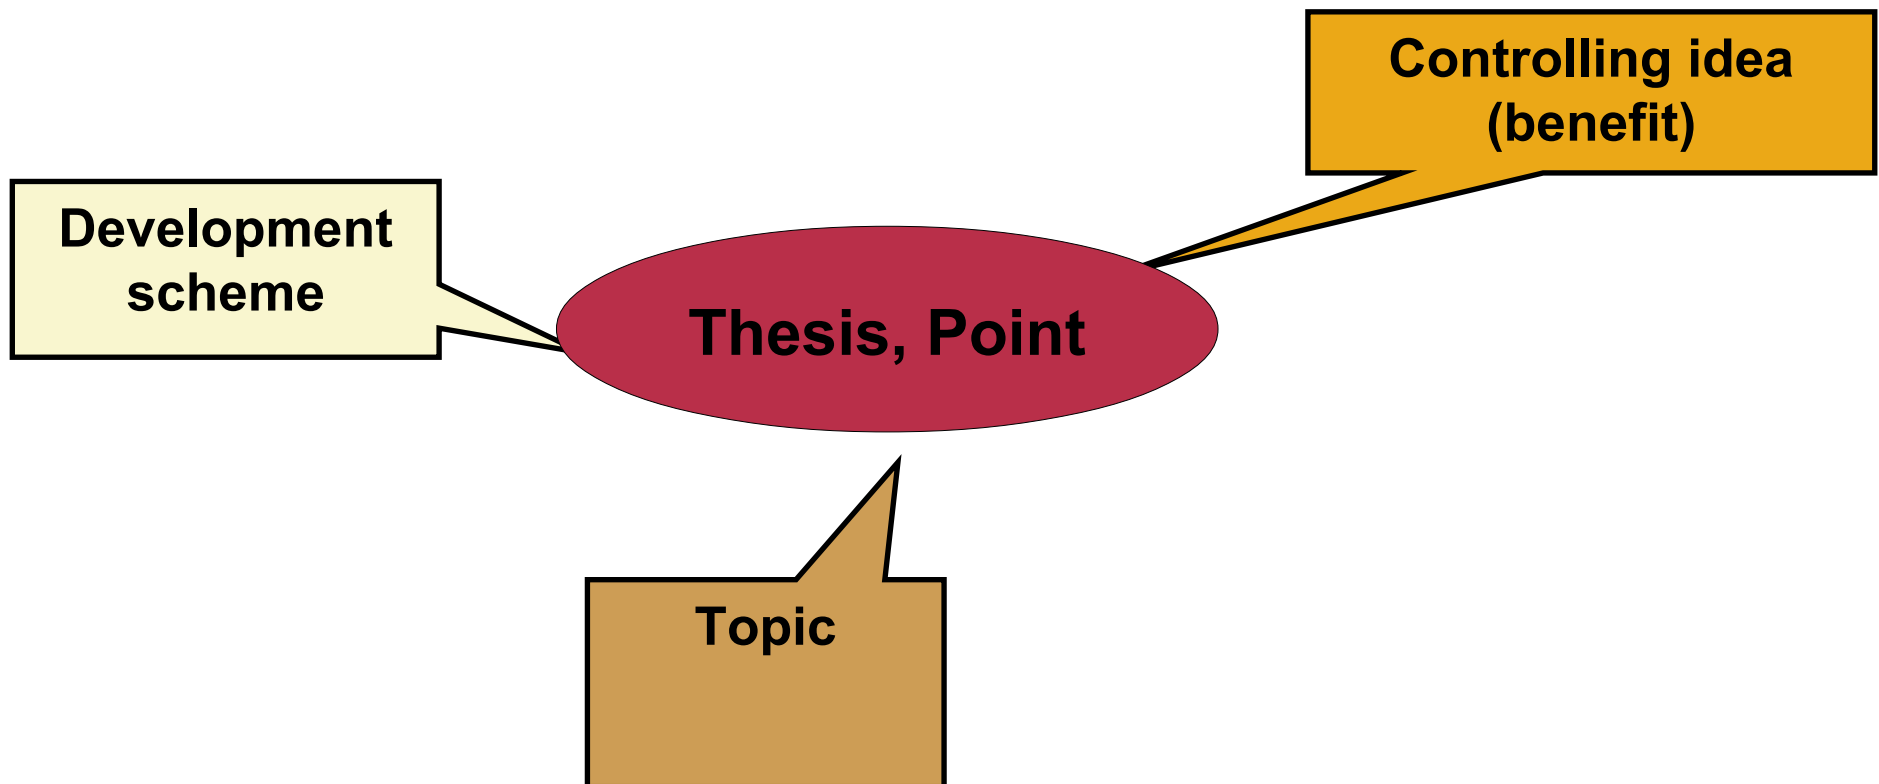 Controlling idea
(benefit)
Development
scheme
Thesis, Point
Topic